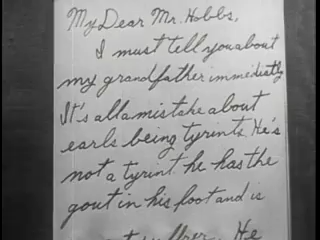 My Dear Mr. Hobbs,
I must tell you about
my grandfather immediatly
It's all a mistake about
earls being tyrints. He's
not a tyrint he has the
gout in his foot and is
He